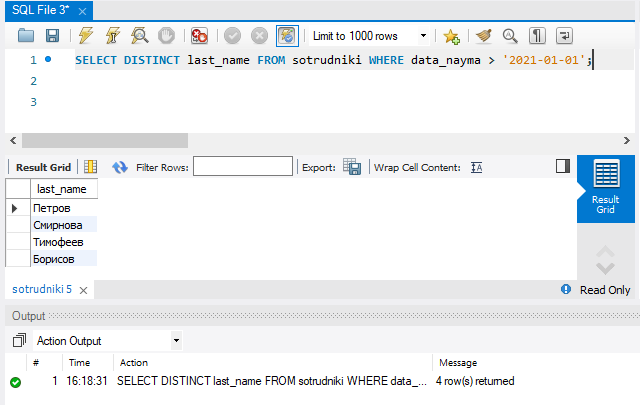 SQL File 3*
Limit to 1000 rows
1 SELECT DISTINCT last_name FROM sotrudniki WHERE data_nayma > '2021-01-01';
2
3
Result Grid Filter Rows: Export: Wrap Cell Content:
last_name
Петров
Смирнова
Тимофеев
Борисов
Result
Grid
sotrudniki 5 Read Only
Output
Action Output
# Time Action Message
1 16:18:31 SELECT DISTINCT last_name FROM sotrudniki WHERE data_... 4 row(s) returned